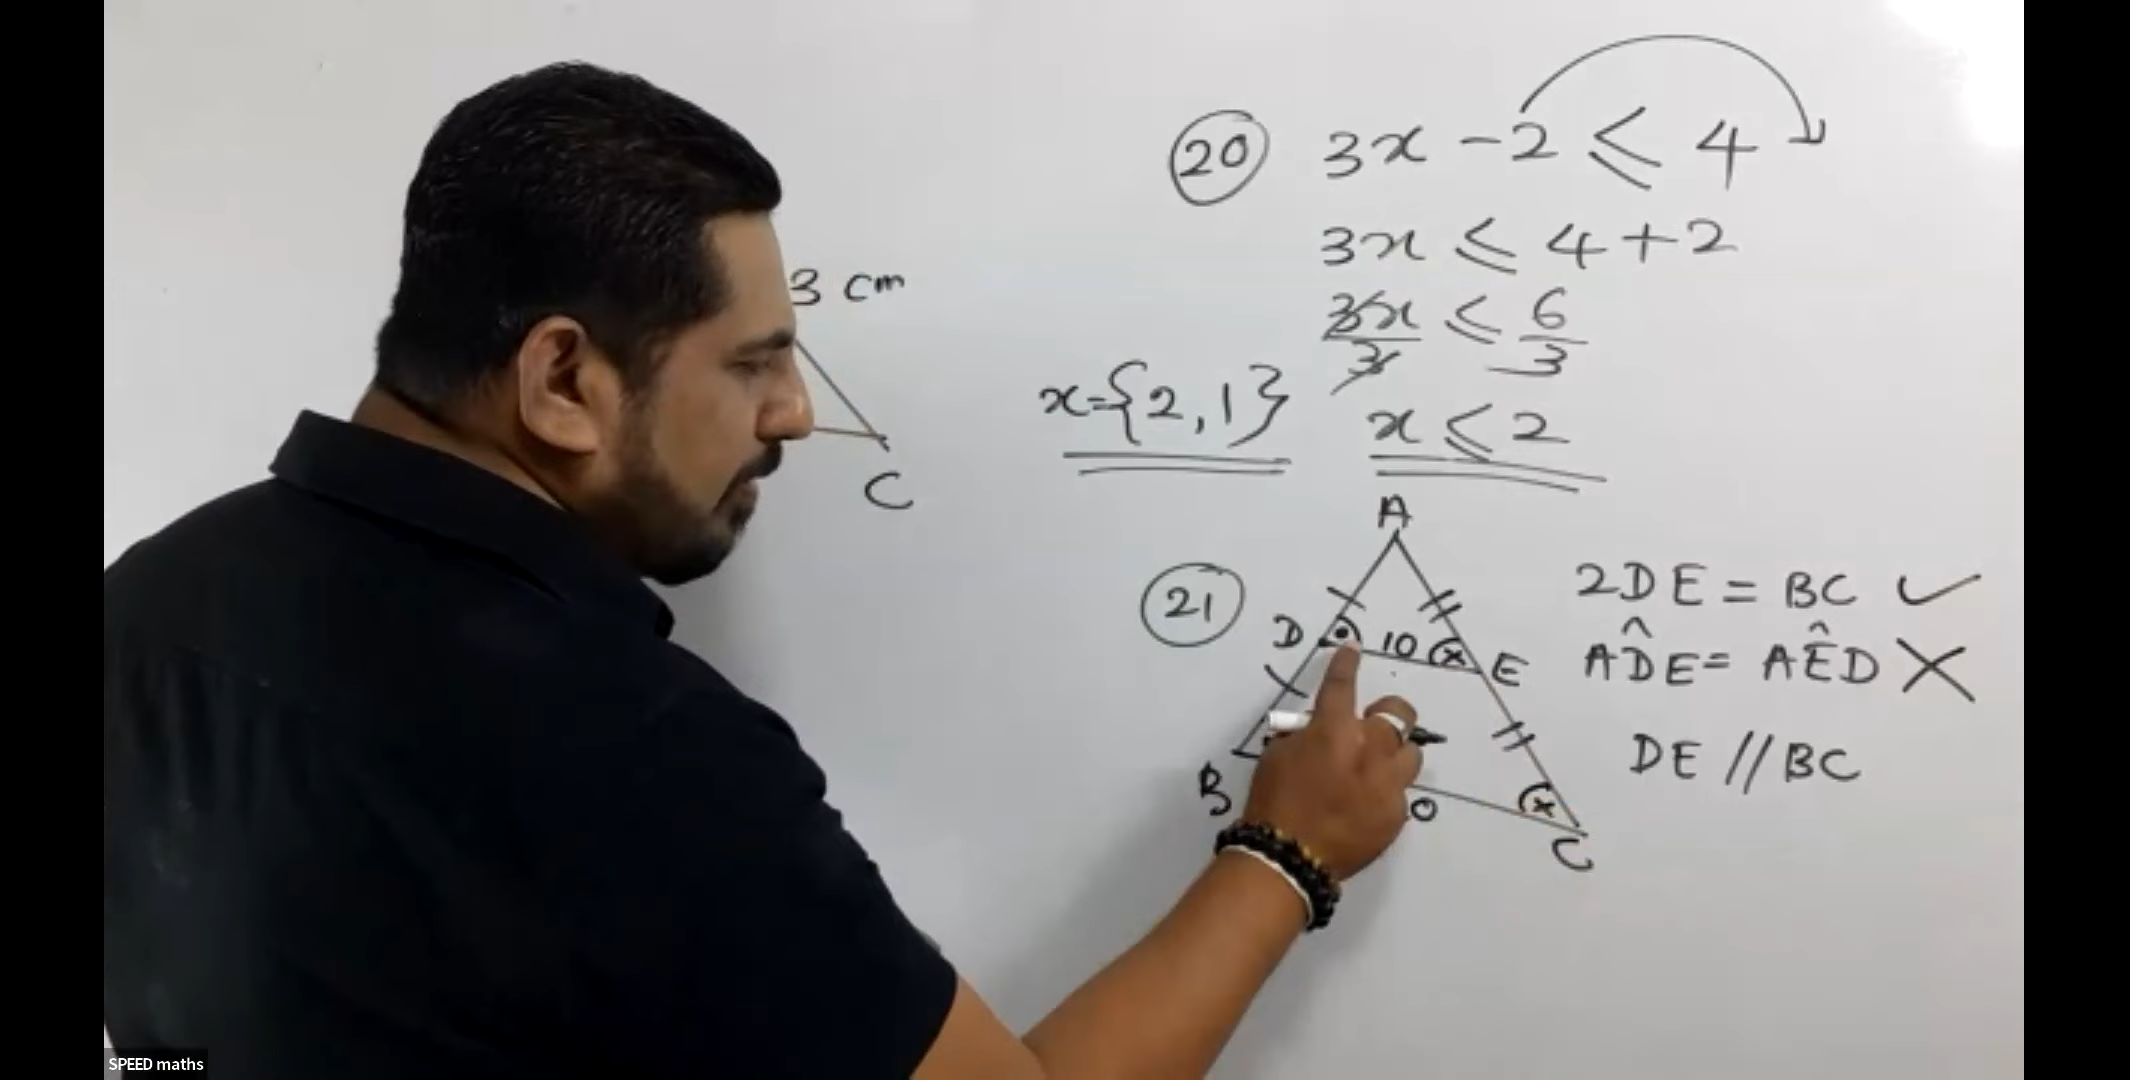 3 cm
C
20 3x - 2 ≤ 4
3x ≤ 4 + 2
3x/3 ≤ 6/3
x = {2, 1} x ≤ 2
21
A
D 10 x E
B 0 x C
2DE = BC ✓
AD̂E = AÊD ✗
DE // BC
SPEED maths